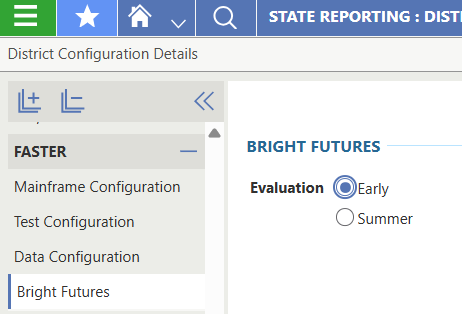 STATE REPORTING : DIST
District Configuration Details
FASTER
BRIGHT FUTURES
Mainframe Configuration
Evaluation Early
Test Configuration
Summer
Data Configuration
Bright Futures